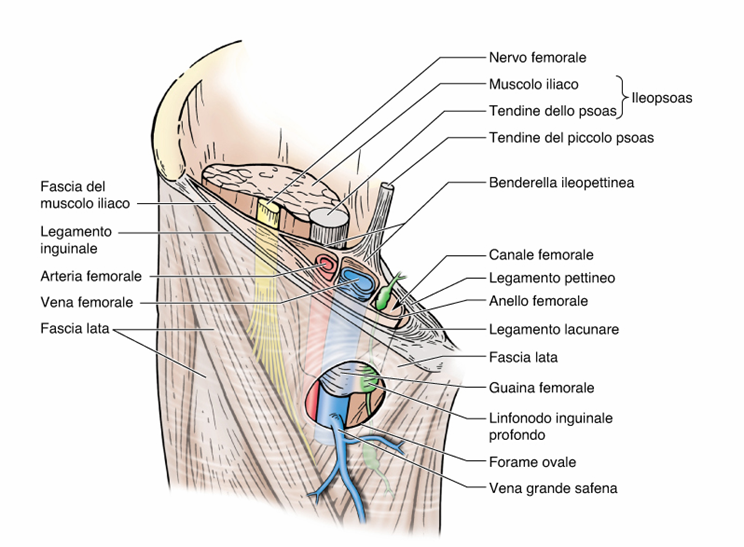 Nervo femorale
Muscolo iliaco
Ileopsoas
Tendine dello psoas
Tendine del piccolo psoas
Benderella ileopettinea
Fascia del
muscolo iliaco
Legamento
inguinale
Arteria femorale
Vena femorale
Fascia lata
Canale femorale
Legamento pettineo
Anello femorale
Legamento lacunare
Fascia lata
Guaina femorale
Linfonodo inguinale
profondo
Forame ovale
Vena grande safena